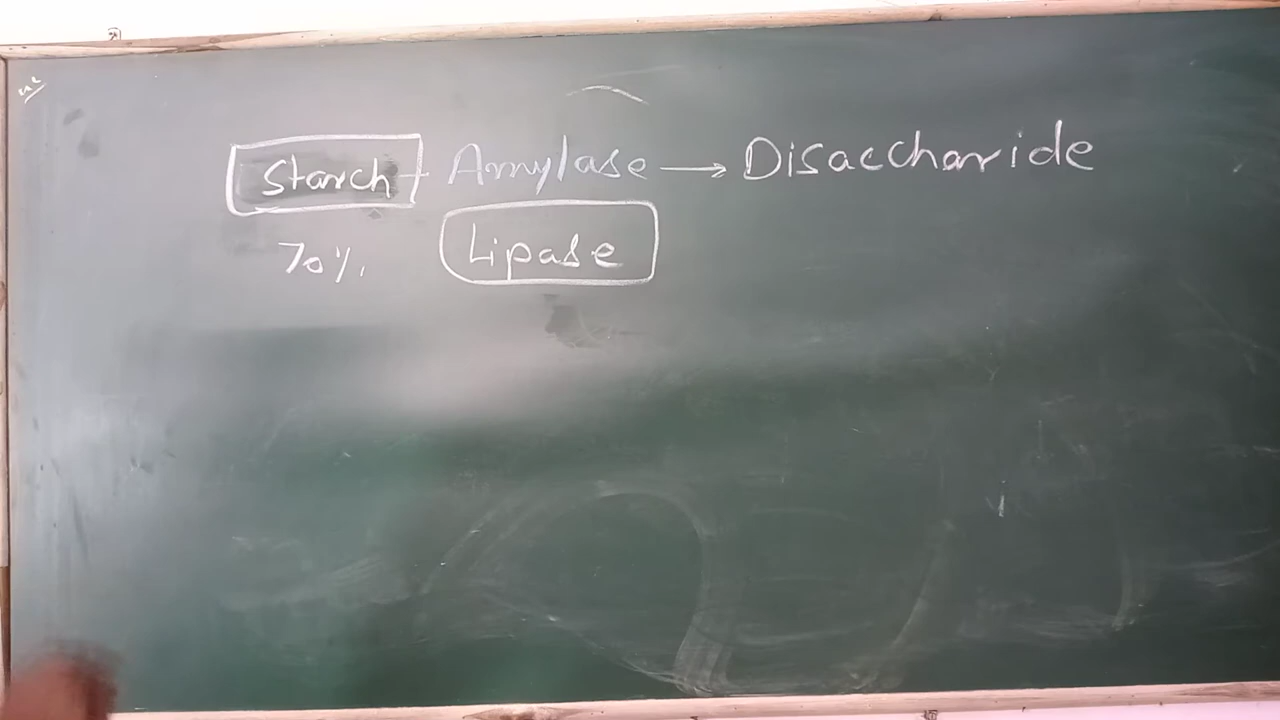 Starch - Amylase → Disaccharide
70% Lipase